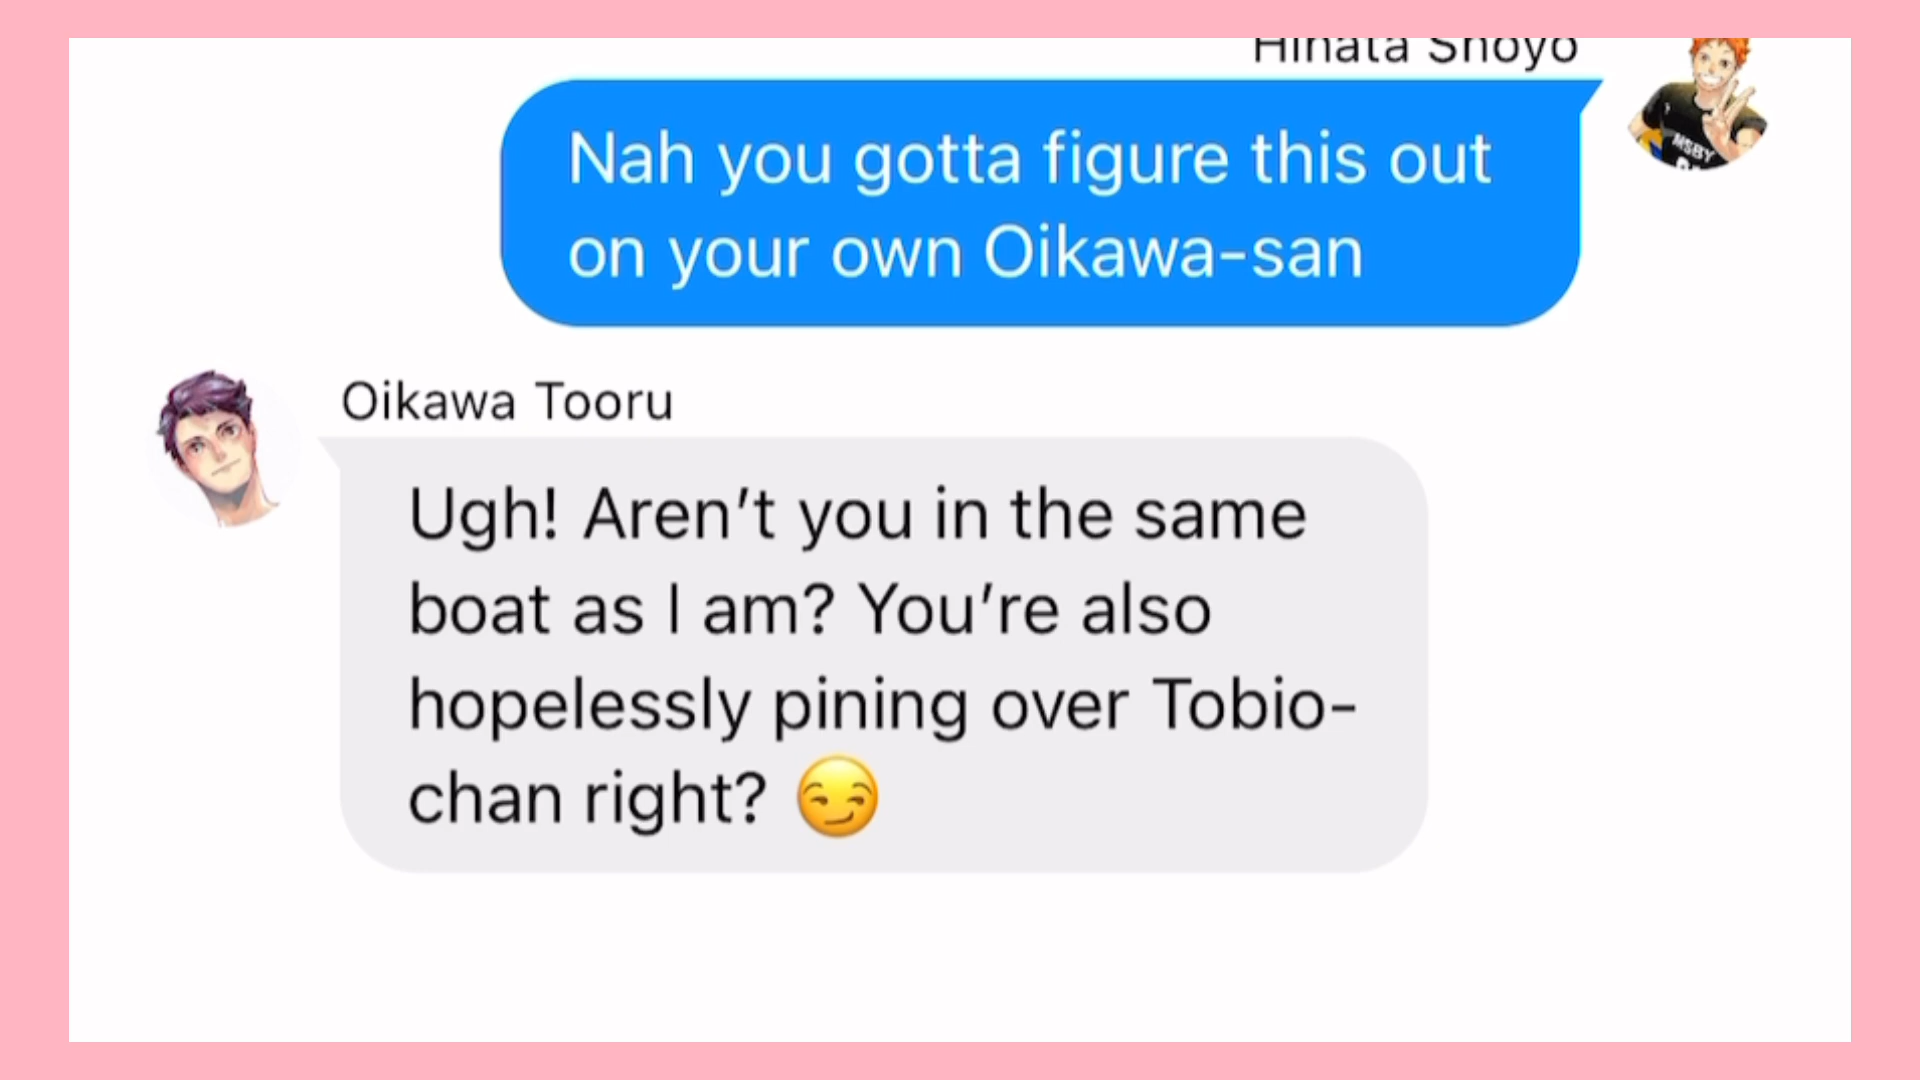 Hinata Shoyo
Nah you gotta figure this out
on your own Oikawa-san
MSBY
Oikawa Tooru
Ugh! Aren’t you in the same
boat as I am? You’re also
hopelessly pining over Tobio-
chan right? 😏